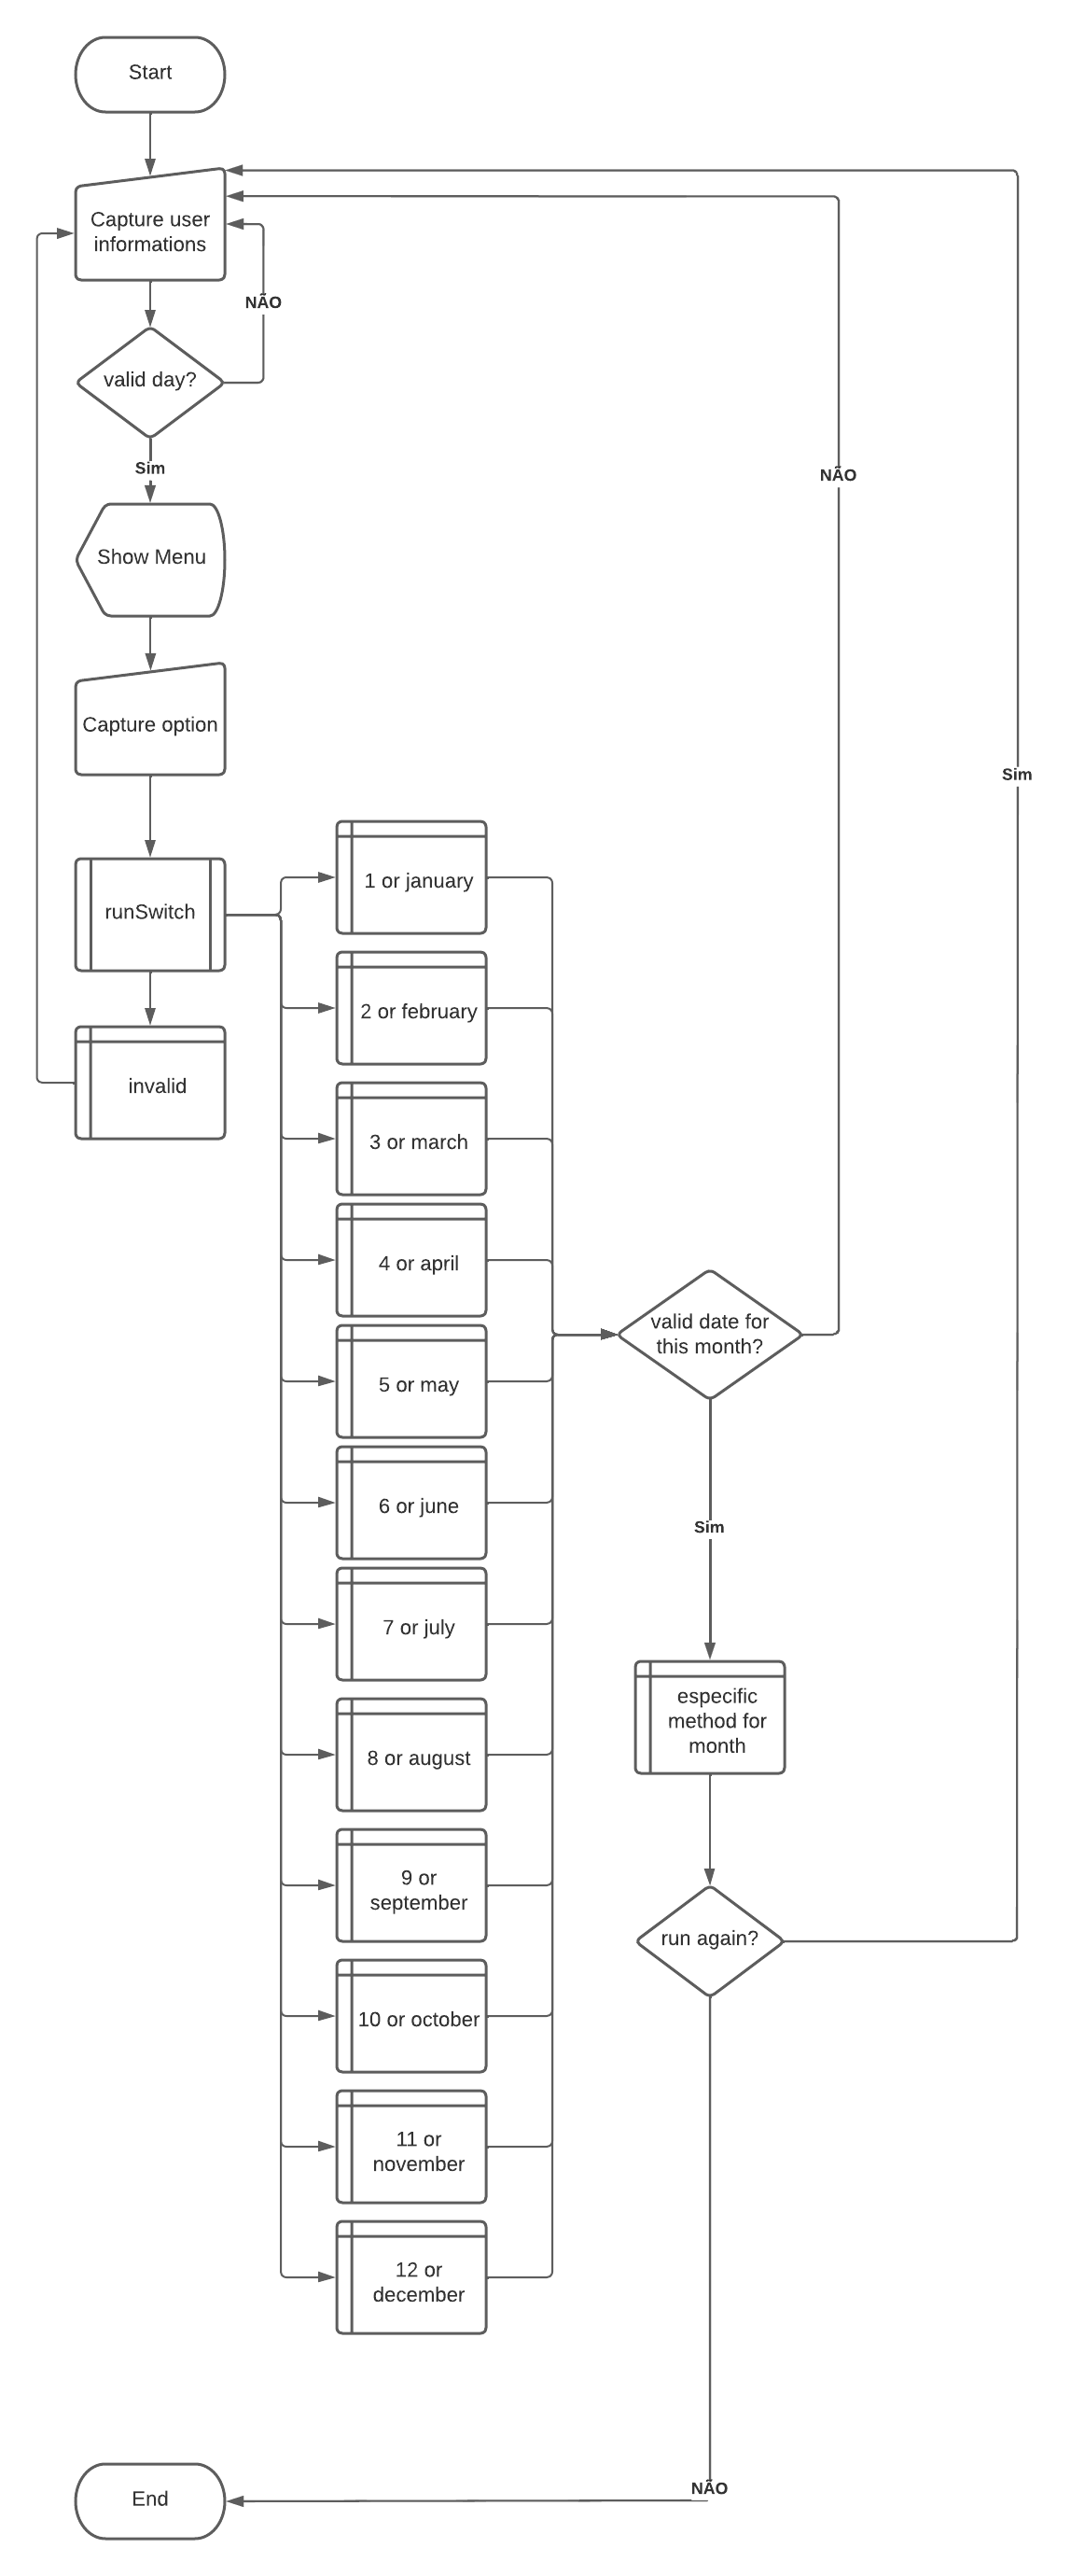 Start
Capture user
informations
NÃO
valid day?
Sim
Show Menu
Capture option
runSwitch
invalid
1 or january
2 or february
3 or march
4 or april
5 or may
6 or june
7 or july
8 or august
9 or
september
10 or october
11 or
november
12 or
december
valid date for
this month?
NÃO
Sim
especific
method for
month
run again?
Sim
NÃO
End